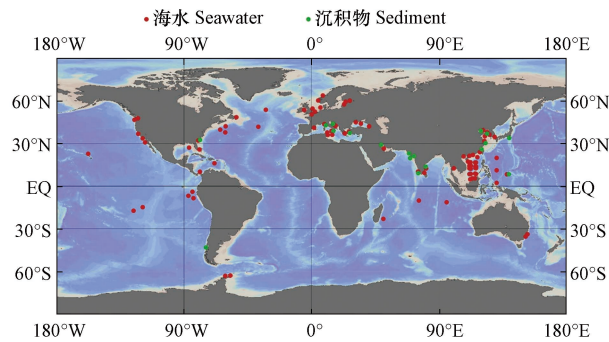 海水 Seawater 沉积物 Sediment
180°W 90°W 0° 90°E 180°E
60°N 60°N
30°N 30°N
EQ EQ
30°S 30°S
60°S 60°S
180°W 90°W 0° 90°E 180°E